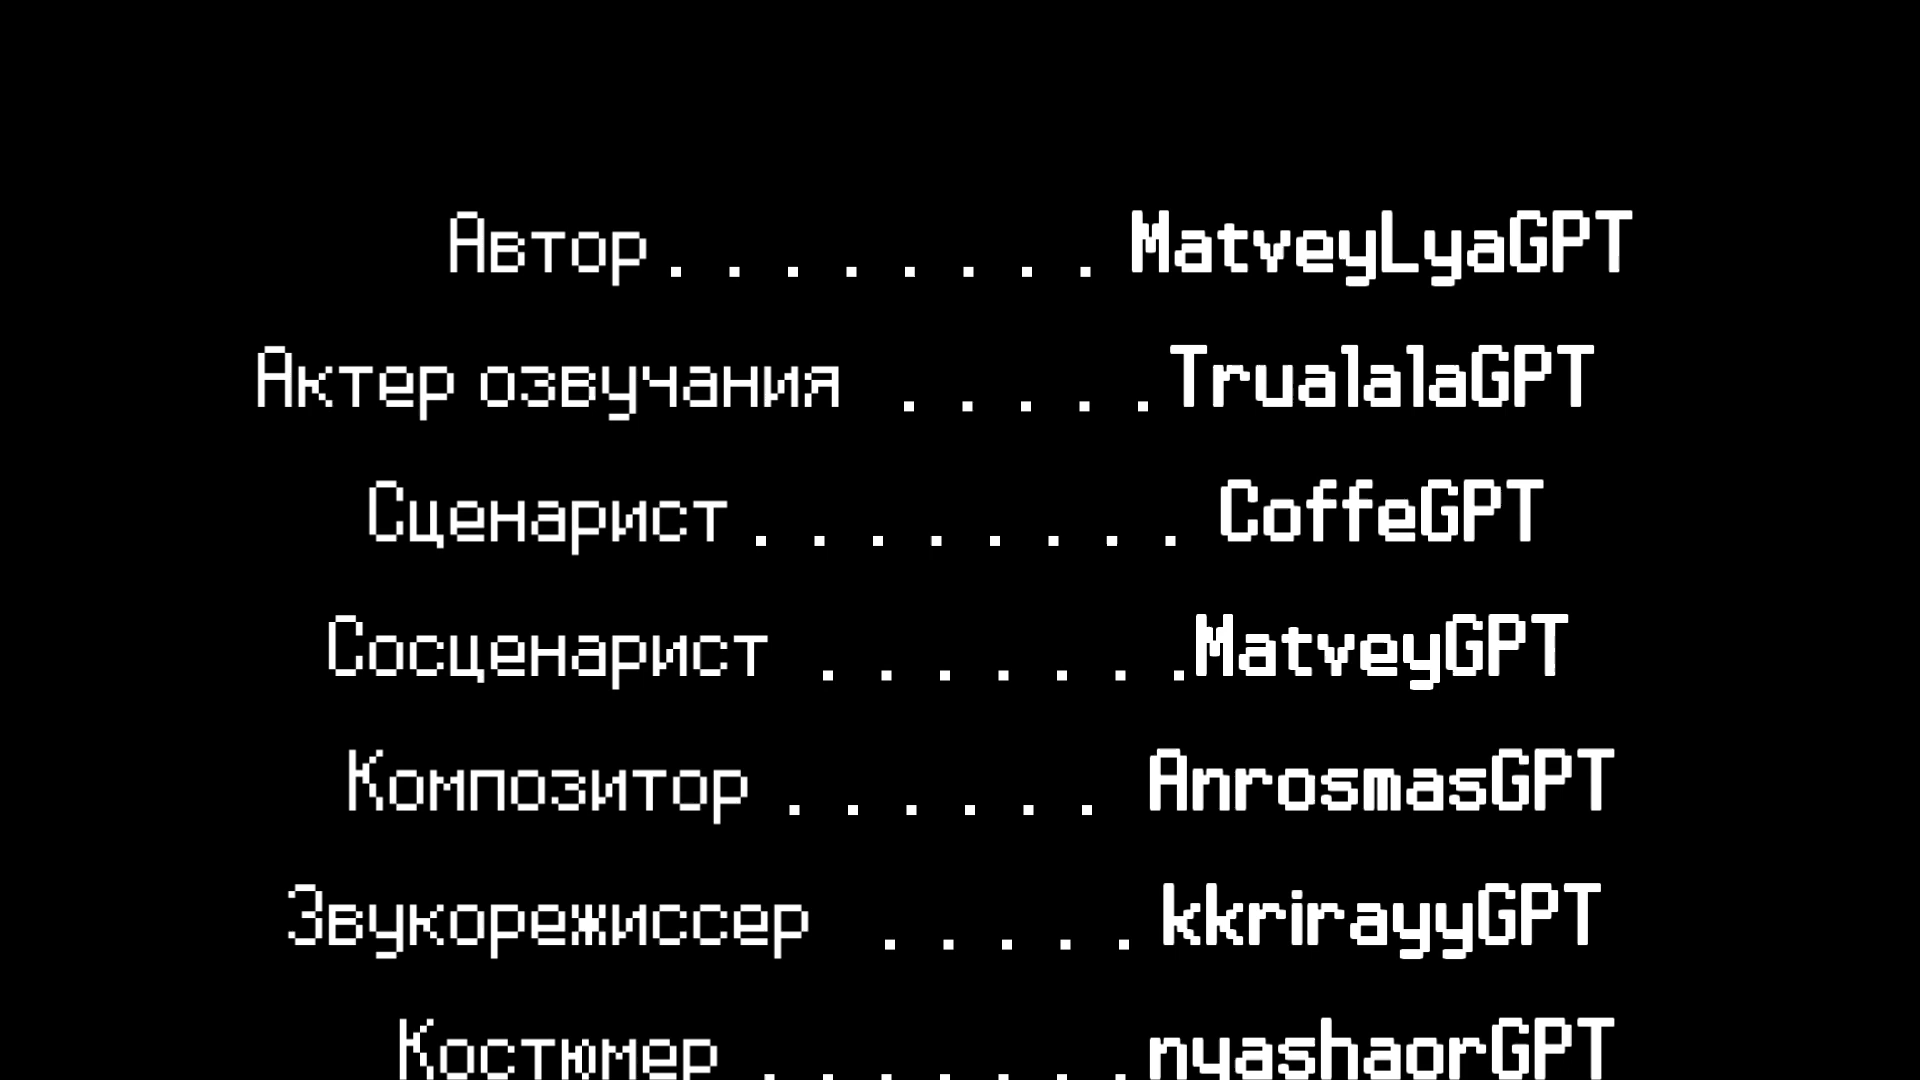 Автор . . . . . . . . MatveyLyaGPT
Актер озвучания . . . . . TrualalaGPT
Сценарист . . . . . . . . CoffeGPT
Сосценарист . . . . . . . MatveyGPT
Композитор . . . . . . AnrosmasGPT
Звукорежиссер . . . . . kkrirayyGPT
Костюмер . . . . . . . nyashaorGPT